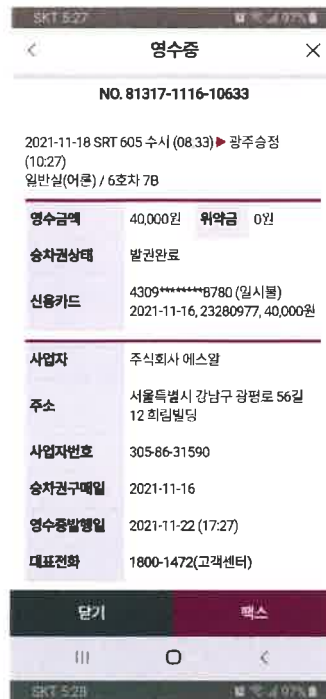 SKT 5:27
97%
영수증
NO. 81317-1116-10633
2021-11-18 SRT 605 수서 (08:33) ▶ 광주송정
(10:27)
일반실(어른) / 6호차 7B
영수금액 40,000원 위약금 0원
승차권상태 발권완료
신용카드 4309********8780 (일시불)
2021-11-16, 23280977, 40,000원
사업자 주식회사 에스알
주소 서울특별시 강남구 광평로 56길
12 희림빌딩
사업자번호 305-86-31590
승차권구매일 2021-11-16
영수증발행일 2021-11-22 (17:27)
대표전화 1800-1472(고객센터)
닫기 팩스
SKT 5:28
97%